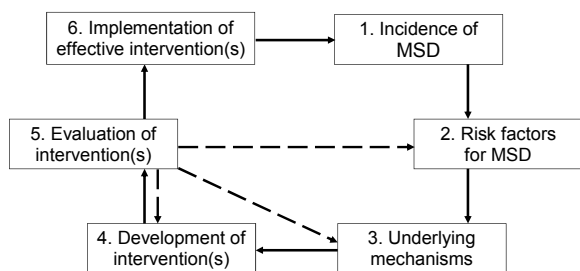 6. Implementation of
effective intervention(s)
1. Incidence of
MSD
5. Evaluation of
intervention(s)
2. Risk factors
for MSD
4. Development of
intervention(s)
3. Underlying
mechanisms